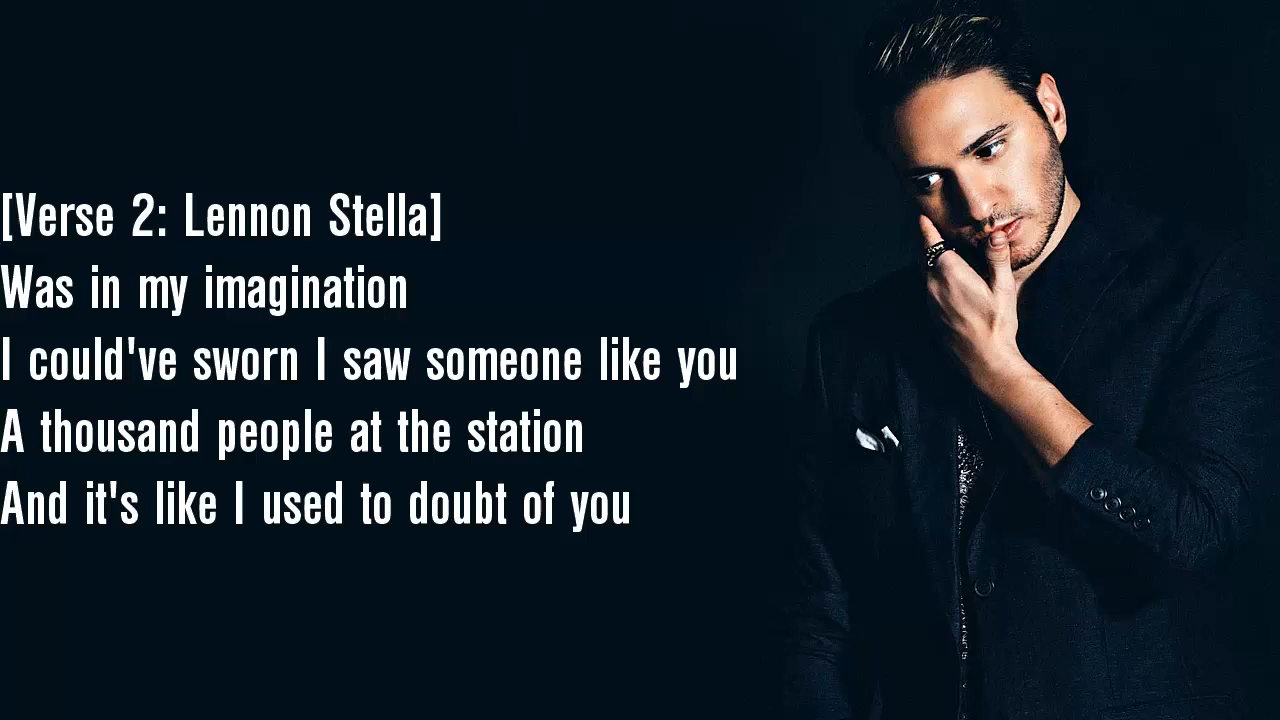 [Verse 2: Lennon Stella]
Was in my imagination
I could've sworn I saw someone like you
A thousand people at the station
And it's like I used to doubt of you